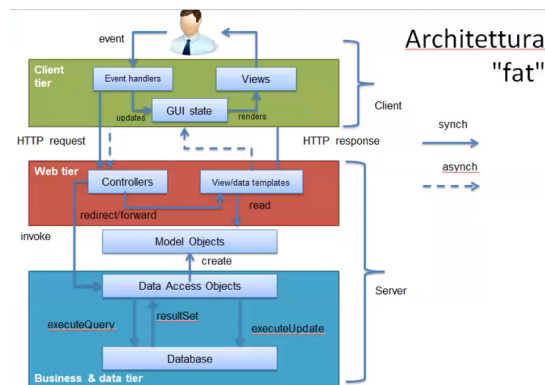 Architettura
"fat"
event
Client
tier
Event handlers
Views
updates
GUI state
renders
Client
HTTP request
HTTP response
synch
asynch
Web tier
Controllers
View/data templates
redirect/forward
read
invoke
Model Objects
create
Server
Data Access Objects
executeQuery
resultSet
executeUpdate
Database
Business & data tier